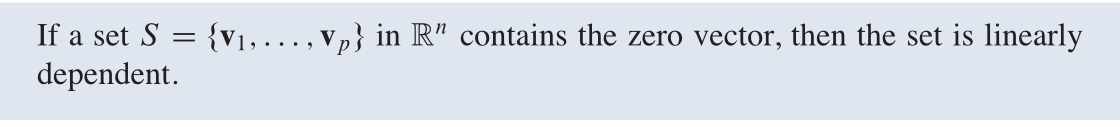 If a set S = {v₁, . . . , vₚ} in ℝⁿ contains the zero vector, then the set is linearly
dependent.